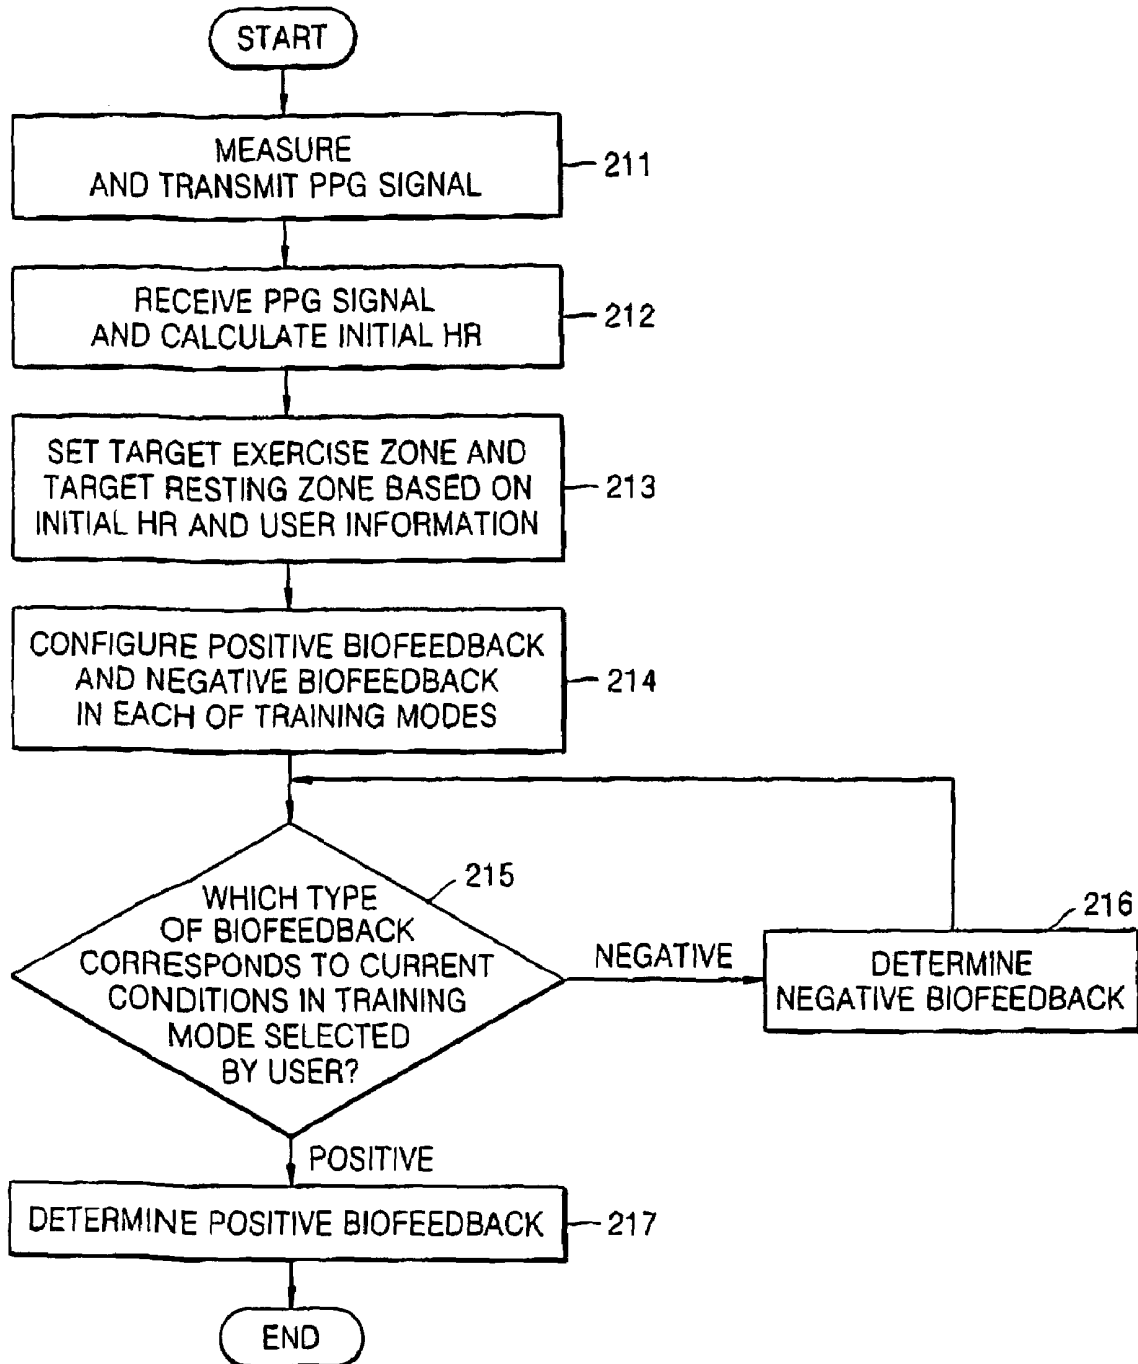 START
MEASURE
AND TRANSMIT PPG SIGNAL
211
RECEIVE PPG SIGNAL
AND CALCULATE INITIAL HR
212
SET TARGET EXERCISE ZONE AND
TARGET RESTING ZONE BASED ON
INITIAL HR AND USER INFORMATION
213
CONFIGURE POSITIVE BIOFEEDBACK
AND NEGATIVE BIOFEEDBACK
IN EACH OF TRAINING MODES
214
WHICH TYPE
OF BIOFEEDBACK
CORRESPONDS TO CURRENT
CONDITIONS IN TRAINING
MODE SELECTED
BY USER?
215
NEGATIVE
DETERMINE
NEGATIVE BIOFEEDBACK
216
POSITIVE
DETERMINE POSITIVE BIOFEEDBACK
217
END